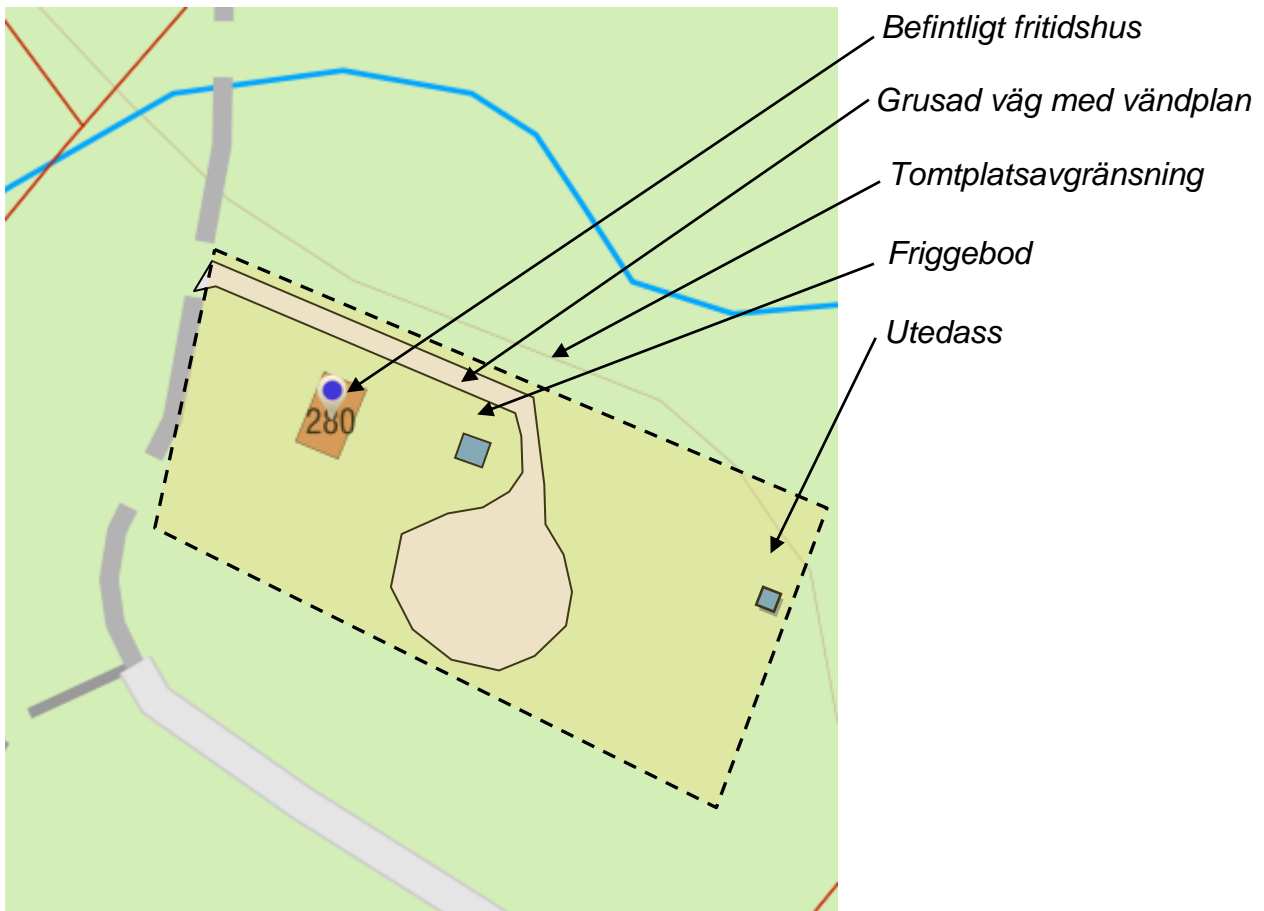 Befintligt fritidshus
Grusad väg med vändplan
Tomtplatsavgränsning
Friggebod
Utedass
280